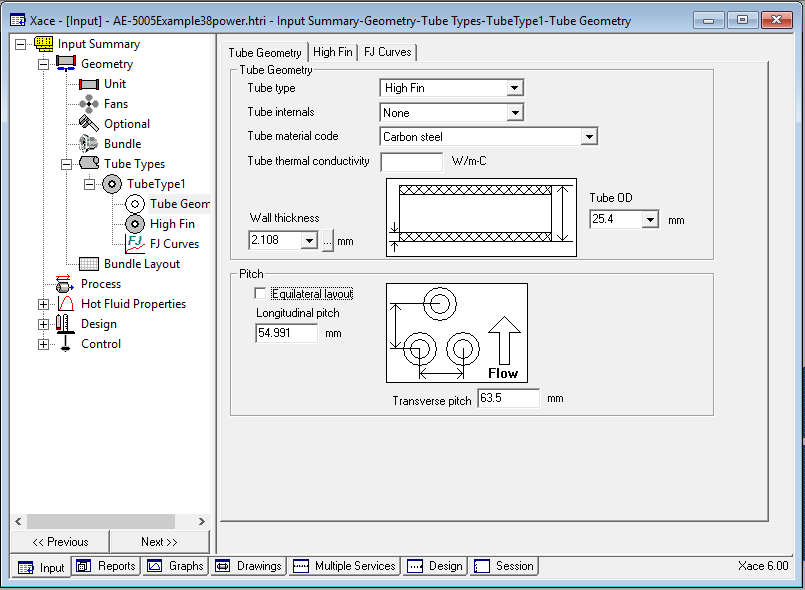 Xace - [Input] - AE-5005Example38power.htri - Input Summary-Geometry-Tube Types-TubeType1-Tube Geometry
Input Summary
Geometry
Unit
Fans
Optional
Bundle
Tube Types
TubeType1
Tube Geom
High Fin
FJ Curves
Bundle Layout
Process
Hot Fluid Properties
Design
Control
<< Previous
Next >>
Tube Geometry
High Fin
FJ Curves
Tube Geometry
Tube type
High Fin
Tube internals
None
Tube material code
Carbon steel
Tube thermal conductivity
W/m-C
Wall thickness
2.108
...
mm
Tube OD
25.4
mm
Pitch
Equilateral layout
Longitudinal pitch
54.991
mm
Flow
Transverse pitch
63.5
mm
Input
Reports
Graphs
Drawings
Multiple Services
Design
Session
Xace 6.00